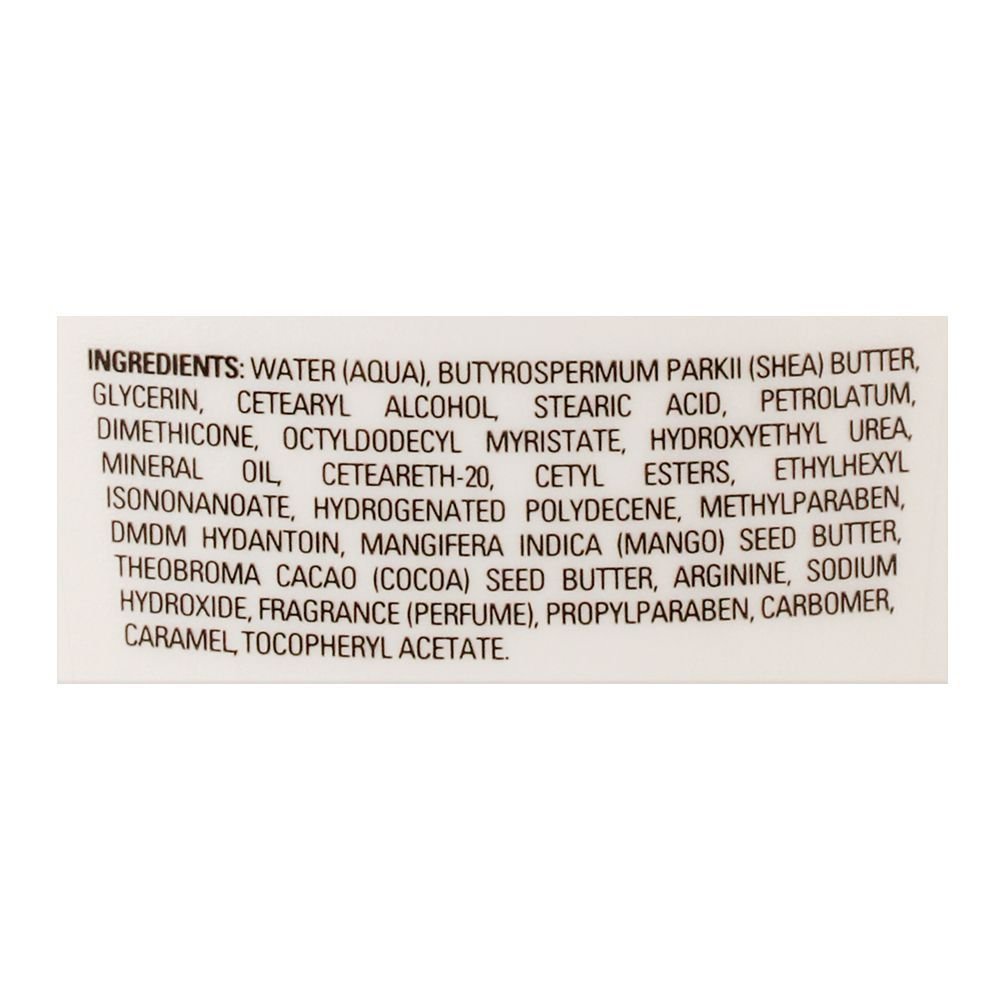 INGREDIENTS: WATER (AQUA), BUTYROSPERMUM PARKII (SHEA) BUTTER,
GLYCERIN, CETEARYL ALCOHOL, STEARIC ACID, PETROLATUM,
DIMETHICONE, OCTYLDODECYL MYRISTATE, HYDROXYETHYL UREA,
MINERAL OIL, CETEARETH-20, CETYL ESTERS, ETHYLHEXYL
ISONONANOATE, HYDROGENATED POLYDECENE, METHYLPARABEN,
DMDM HYDANTOIN, MANGIFERA INDICA (MANGO) SEED BUTTER,
THEOBROMA CACAO (COCOA) SEED BUTTER, ARGININE, SODIUM
HYDROXIDE, FRAGRANCE (PERFUME), PROPYLPARABEN, CARBOMER,
CARAMEL, TOCOPHERYL ACETATE.